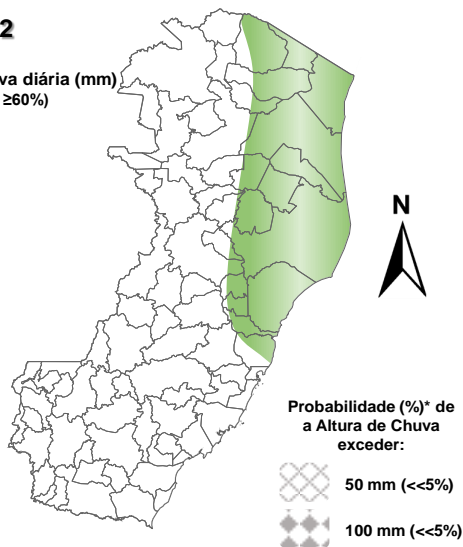 2
va diária (mm)
≥60%)
N
Probabilidade (%)* de
a Altura de Chuva
exceder:
50 mm (<<5%)
100 mm (<<5%)